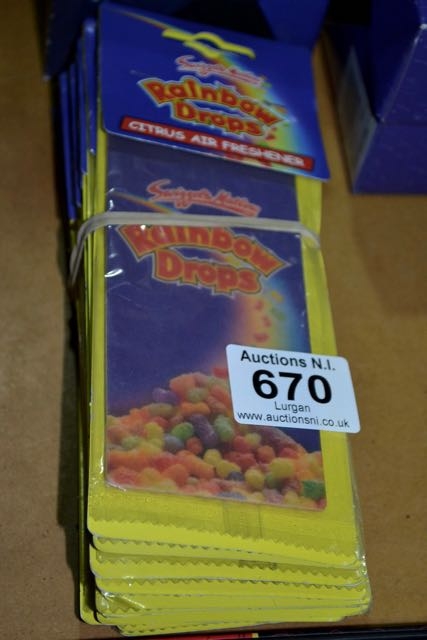 Swizzels Matlow
Rainbow
Drops
CITRUS AIR FRESHENER
Swizzels Matlow
Rainbow
Drops
Auctions N.I.
670
Lurgan
www.auctionsni.co.uk